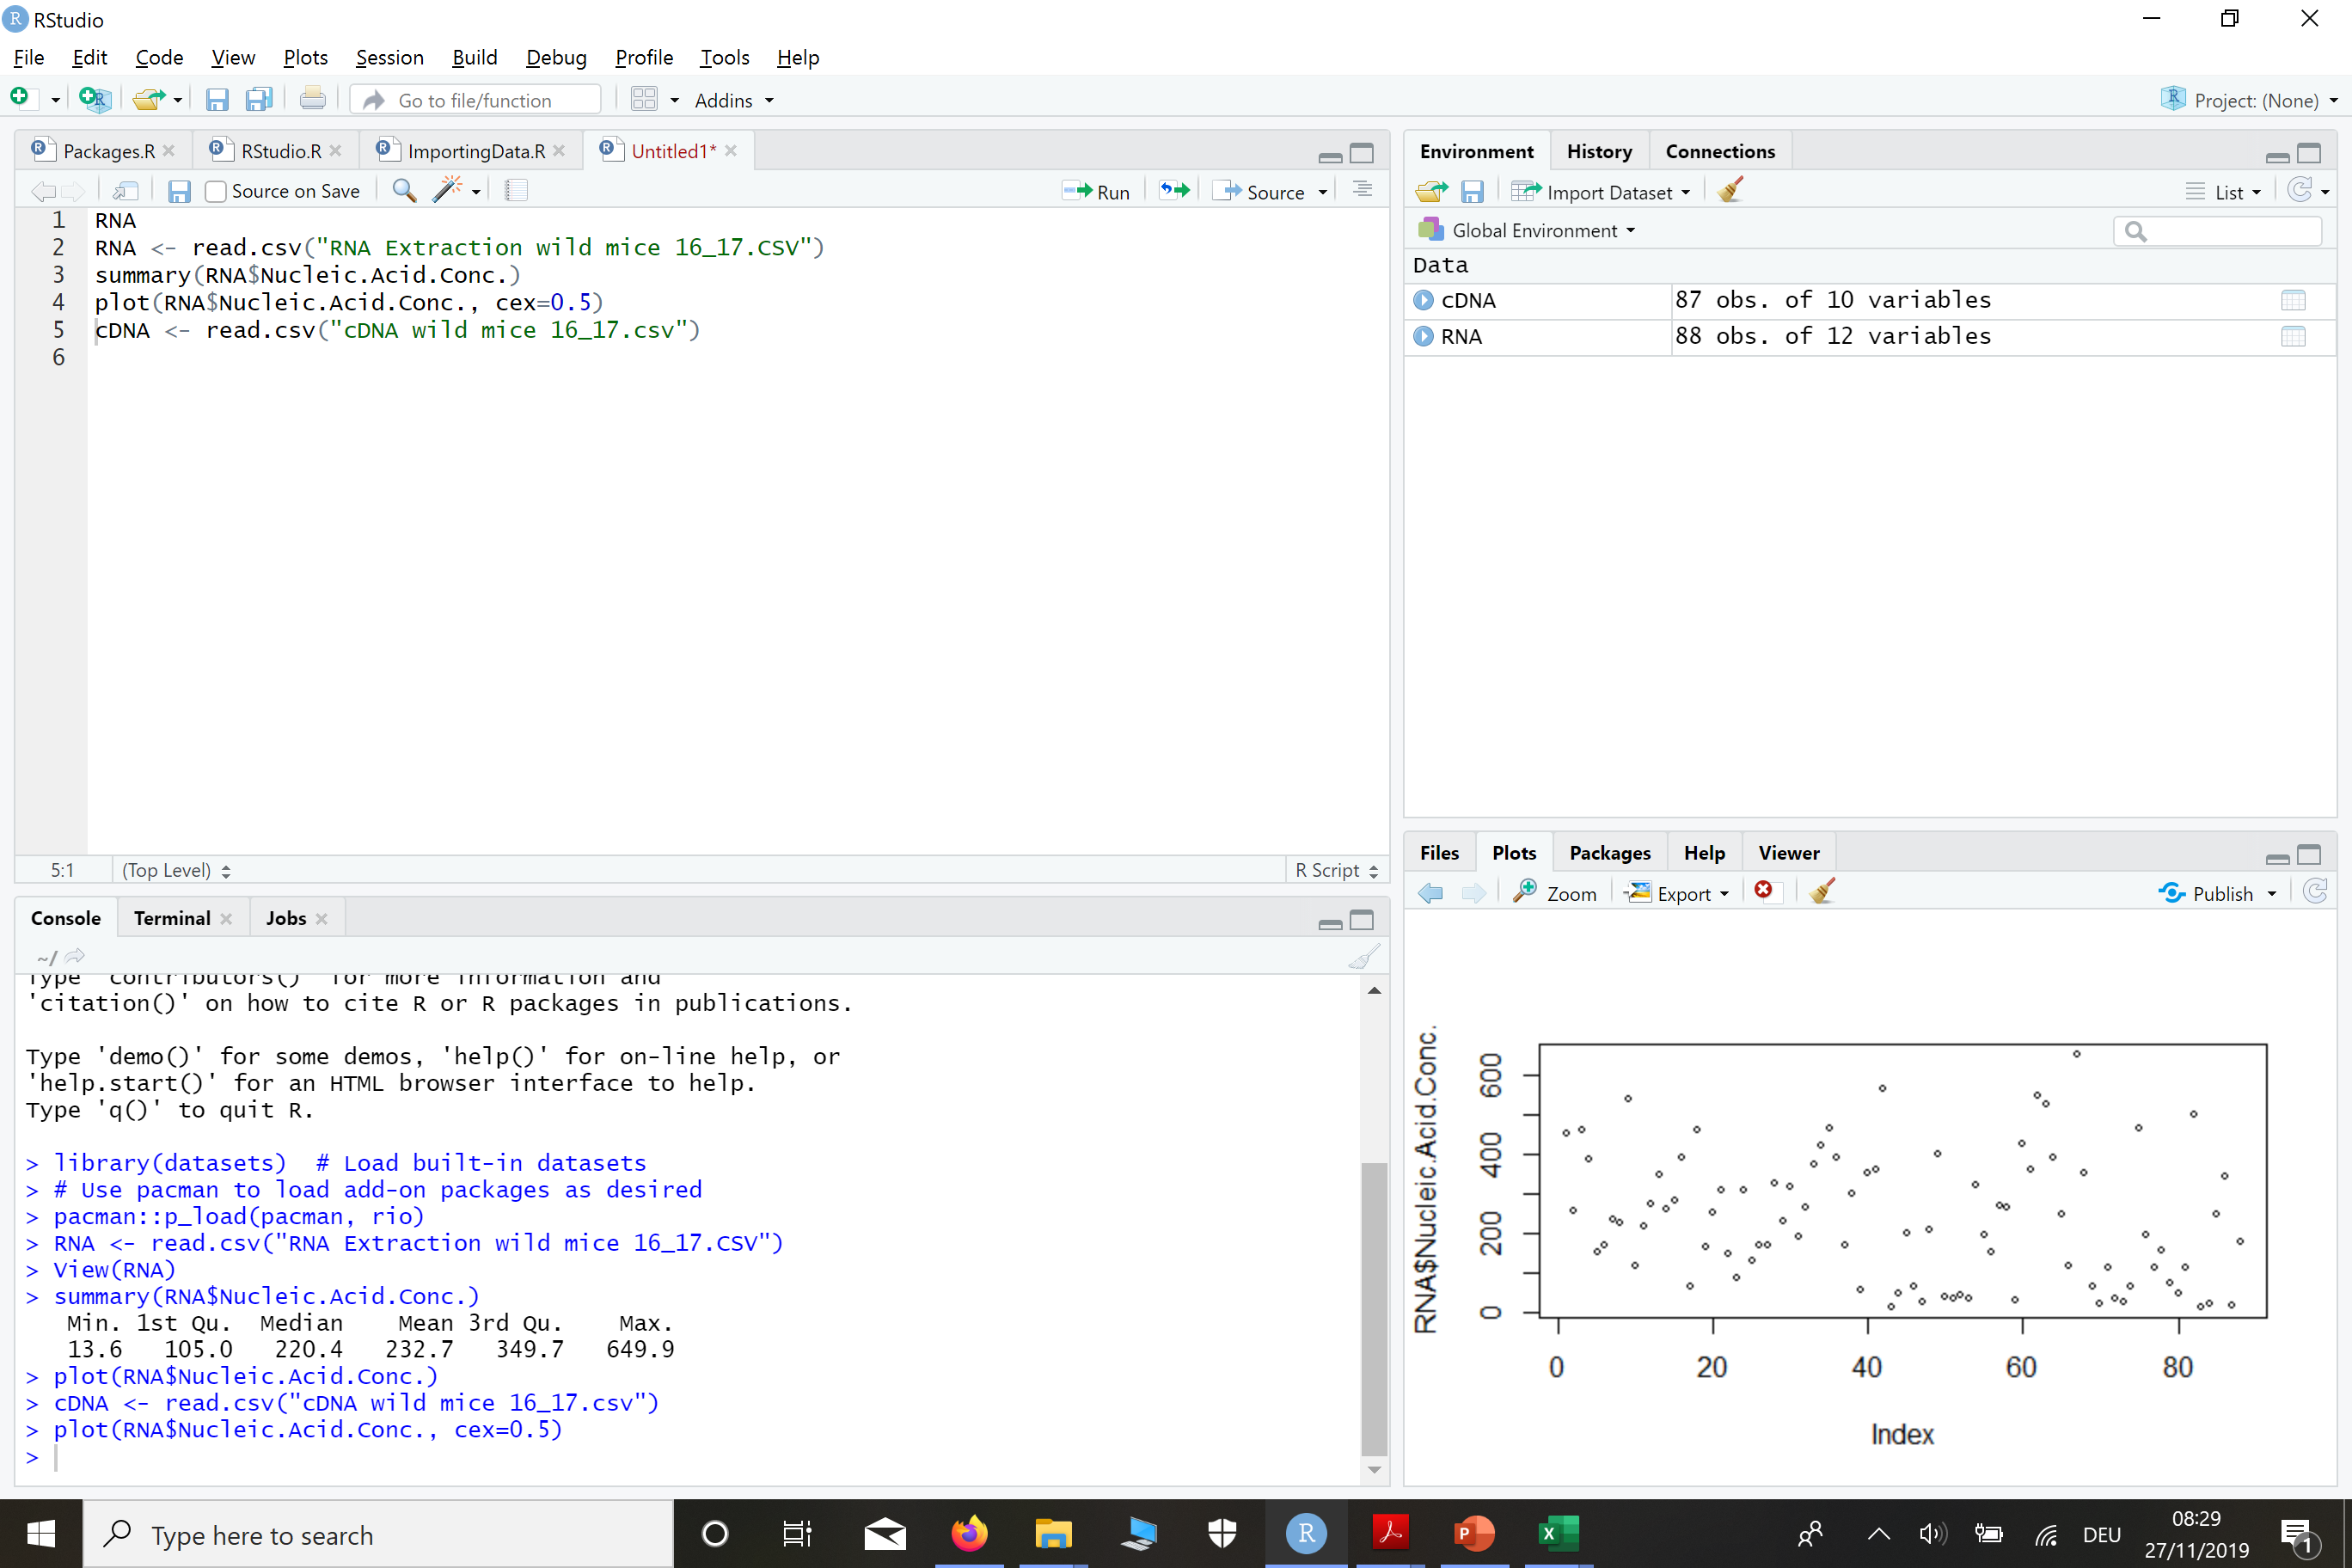 RStudio
File Edit Code View Plots Session Build Debug Profile Tools Help
Go to file/function Addins Project: (None)
Packages.R RStudio.R ImportingData.R Untitled1*
Source on Save Run Source
1 RNA
2 RNA <- read.csv("RNA Extraction wild mice 16_17.CSV")
3 summary(RNA$Nucleic.Acid.Conc.)
4 plot(RNA$Nucleic.Acid.Conc., cex=0.5)
5 cDNA <- read.csv("cDNA wild mice 16_17.csv")
6
5:1 (Top Level) R Script
Console Terminal Jobs
~/
Type 'contributors()' for more information and
'citation()' on how to cite R or R packages in publications.
Type 'demo()' for some demos, 'help()' for on-line help, or
'help.start()' for an HTML browser interface to help.
Type 'q()' to quit R.
> library(datasets)  # Load built-in datasets
> # Use pacman to load add-on packages as desired
> pacman::p_load(pacman, rio)
> RNA <- read.csv("RNA Extraction wild mice 16_17.CSV")
> View(RNA)
> summary(RNA$Nucleic.Acid.Conc.)
Min. 1st Qu. Median Mean 3rd Qu. Max.
13.6 105.0 220.4 232.7 349.7 649.9
> plot(RNA$Nucleic.Acid.Conc.)
> cDNA <- read.csv("cDNA wild mice 16_17.csv")
> plot(RNA$Nucleic.Acid.Conc., cex=0.5)
>
Environment History Connections
Import Dataset List
Global Environment
Data
cDNA 87 obs. of 10 variables
RNA 88 obs. of 12 variables
Files Plots Packages Help Viewer
Zoom Export Publish
RNA$Nucleic.Acid.Conc.
600
400
200
0
0 20 40 60 80
Index
Type here to search
DEU
08:29
27/11/2019
1